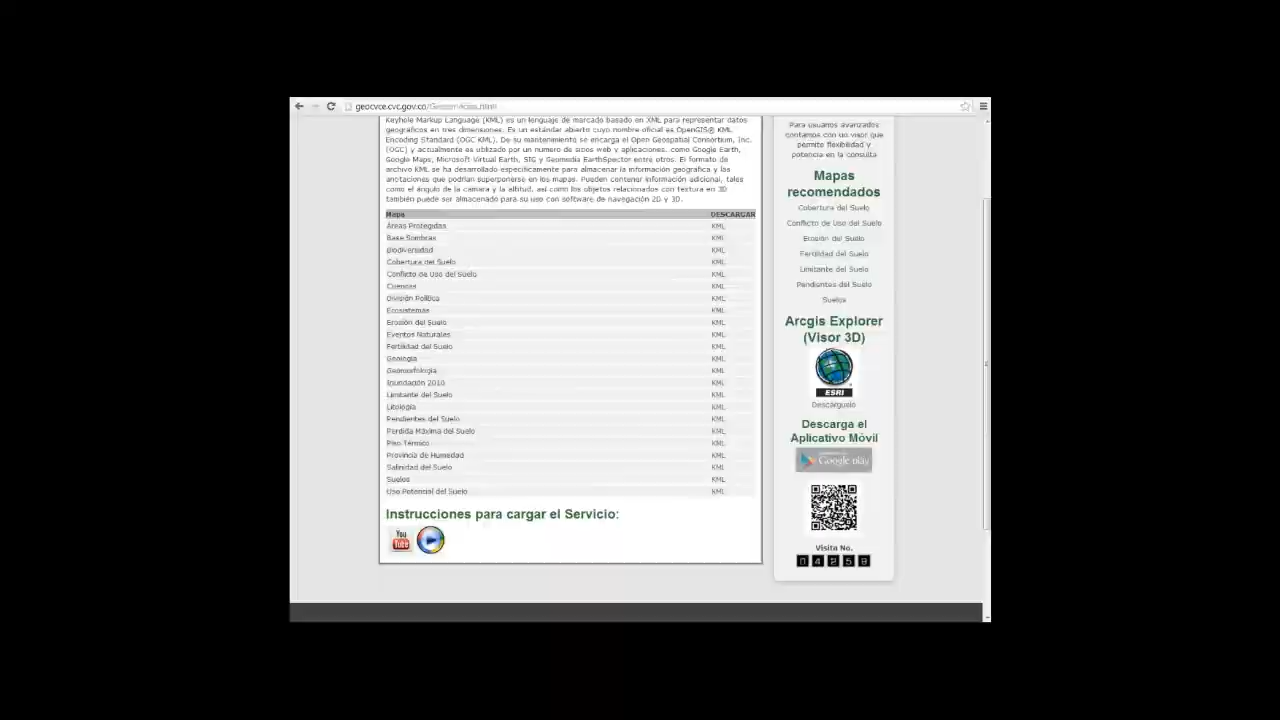 geocvce.cvc.gov.co/Geoservicios.html
Keyhole Markup Language (KML) es un lenguaje de marcado basado en XML para representar datos
geográficos en tres dimensiones. Es un estándar abierto cuyo nombre oficial es OpenGIS® KML
Encoding Standard (OGC KML). De su mantenimiento se encarga el Open Geospatial Consortium, Inc.
(OGC) y actualmente es utilizado por un numero de sitios web y aplicaciones. como Google Earth,
Google Maps, Microsoft Virtual Earth, SIG y Geomedia EarthSpector entre otros. El formato de
archivo KML se ha desarrollado específicamente para almacenar la información geográfica y las
anotaciones que podrían superponerse en los mapas. Pueden contener información adicional, tales
como el ángulo de la cámara y la altitud, así como los objetos relacionados con textura en 3D
también puede ser almacenado para su uso con software de navegación 2D y 3D.
Mapa DESCARGAR
Áreas Protegidas KML
Base Sombras KML
Biodiversidad KML
Cobertura del Suelo KML
Conflicto de Uso del Suelo KML
Cuencas KML
División Política KML
Ecosistemas KML
Erosión del Suelo KML
Eventos Naturales KML
Fertilidad del Suelo KML
Geología KML
Geomorfología KML
Inundación 2010 KML
Limitante del Suelo KML
Litología KML
Pendientes del Suelo KML
Perdida Máxima del Suelo KML
Piso Térmico KML
Provincia de Humedad KML
Salinidad del Suelo KML
Suelos KML
Uso Potencial del Suelo KML
Instrucciones para cargar el Servicio:
You
Tube
Para usuarios avanzados
contamos con un visor que
permite flexibilidad y
potencia en la consulta
Mapas
recomendados
Cobertura del Suelo
Conflicto de Uso del Suelo
Erosión del Suelo
Fertilidad del Suelo
Limitante del Suelo
Pendientes del Suelo
Suelos
Arcgis Explorer
(Visor 3D)
ESRI
Descárguelo
Descarga el
Aplicativo Móvil
Google play
Visita No.
04258